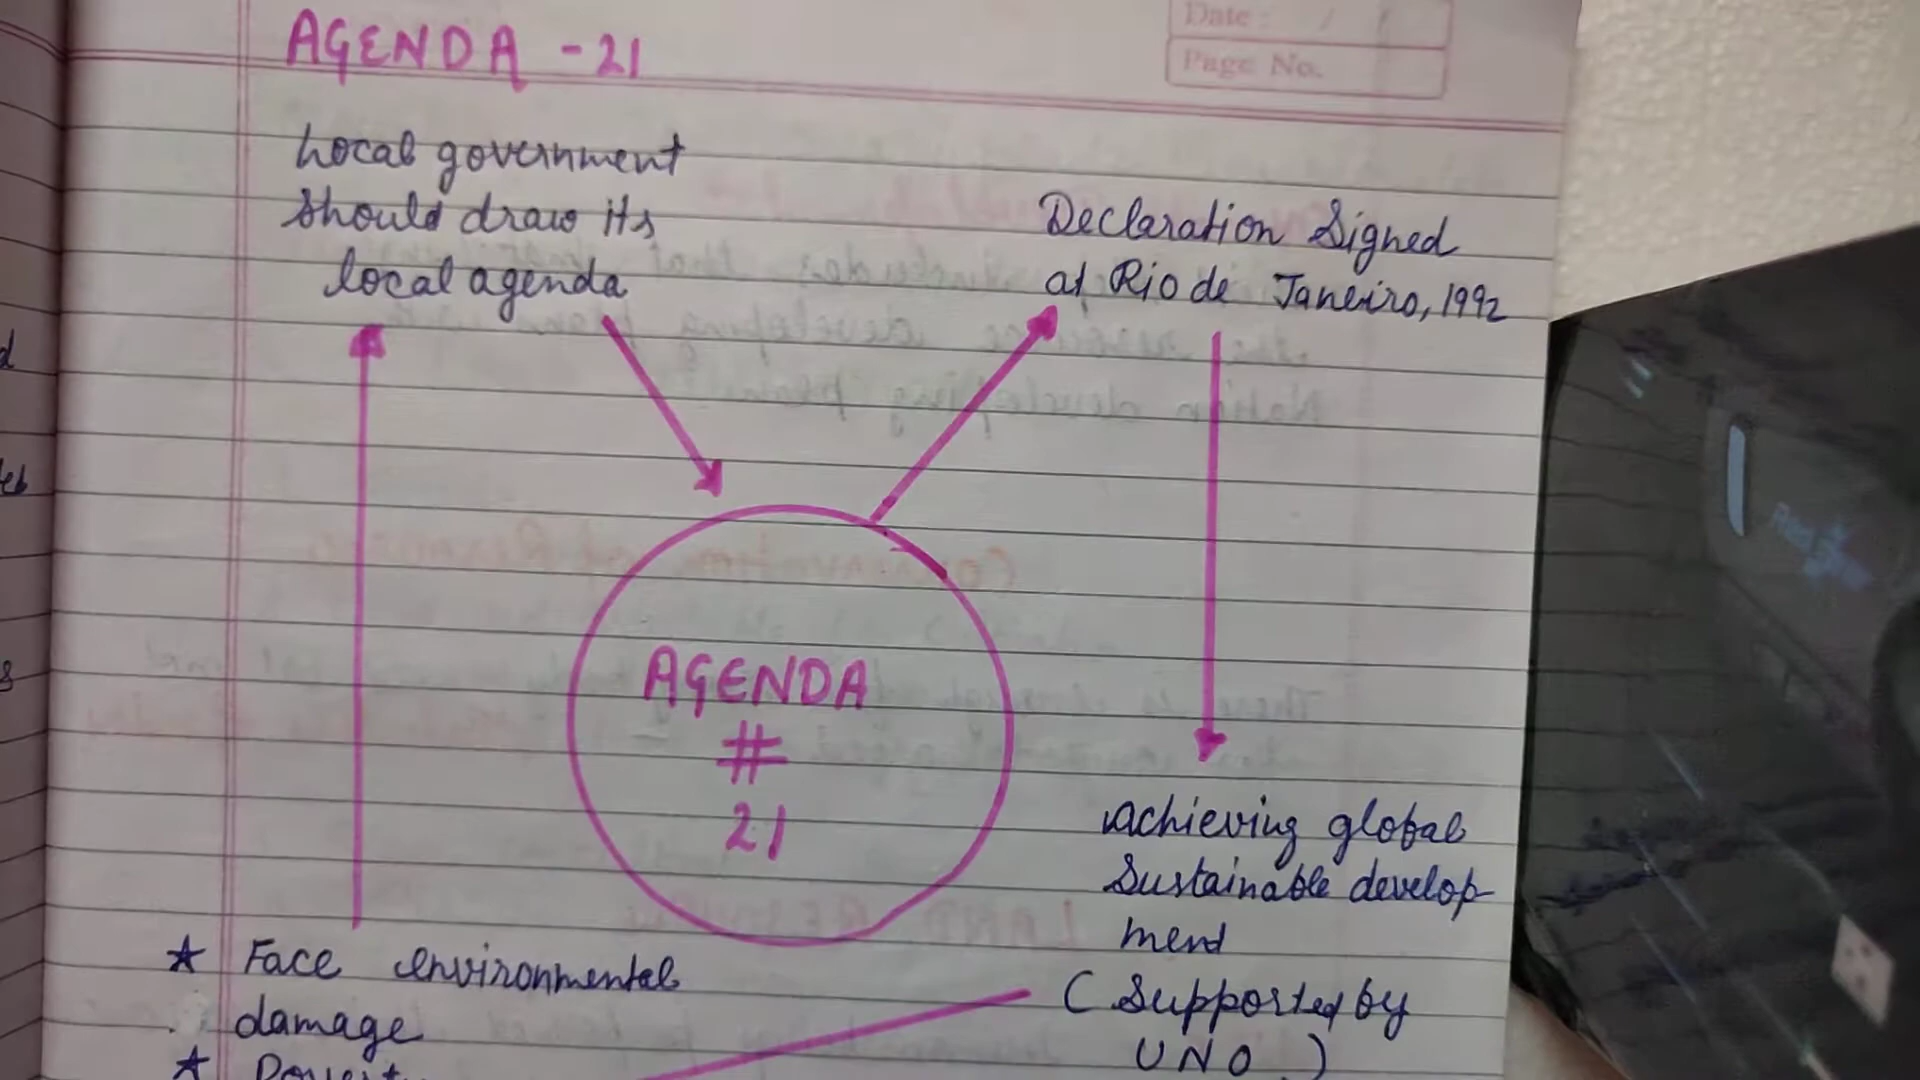 Date : / /
Page No.
AGENDA - 21
Local government
should draw its
local agenda
Declaration Signed
at Rio de Janeiro, 1992
AGENDA
#
21
achieving global
Sustainable develop-
ment
(Supported by
UNO)
★ Face environmental
damage
★